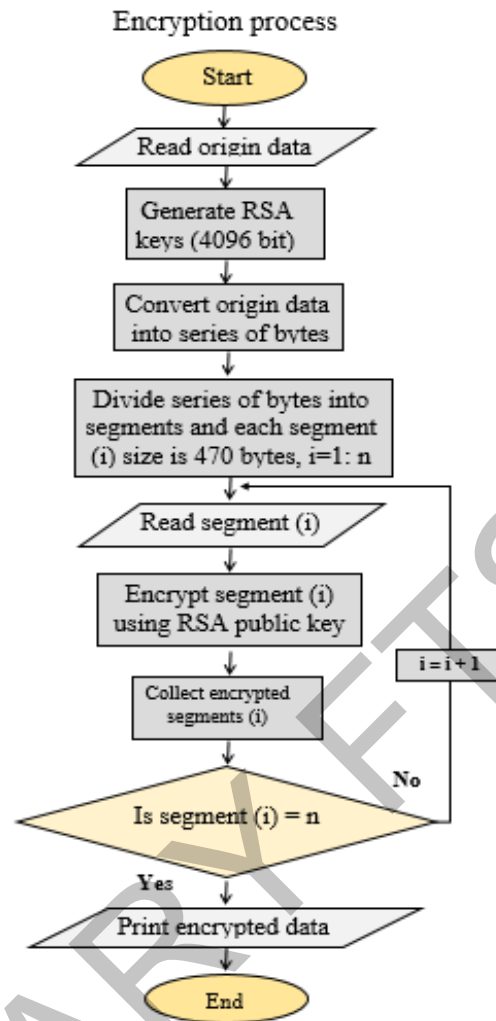 Encryption process
Start
Read origin data
Generate RSA
keys (4096 bit)
Convert origin data
into series of bytes
Divide series of bytes into
segments and each segment
(i) size is 470 bytes, i=1: n
Read segment (i)
Encrypt segment (i)
using RSA public key
i = i + 1
Collect encrypted
segments (i)
No
Is segment (i) = n
Yes
Print encrypted data
End
ARY FTS